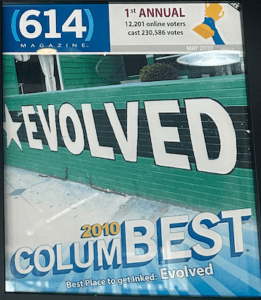 (614)
MAGAZINE
1ST ANNUAL
12,201 online voters
cast 230,586 votes
MAY 2010
★EVOLVED
2010
COLUMBEST
Best Place to get Inked: Evolved